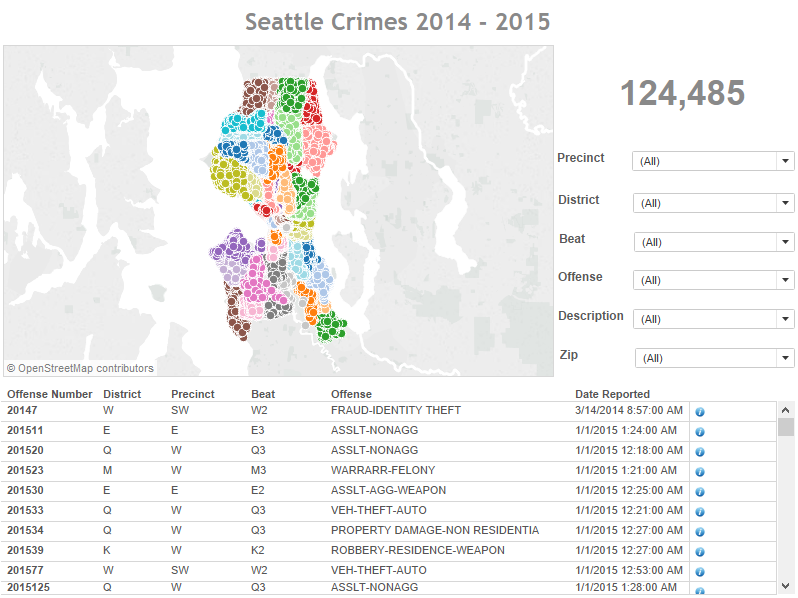 Seattle Crimes 2014 - 2015
124,485
Precinct (All)
District (All)
Beat (All)
Offense (All)
Description (All)
Zip (All)
© OpenStreetMap contributors
Offense Number District Precinct Beat Offense Date Reported
20147 W SW W2 FRAUD-IDENTITY THEFT 3/14/2014 8:57:00 AM
201511 E E E3 ASSLT-NONAGG 1/1/2015 1:24:00 AM
201520 Q W Q3 ASSLT-NONAGG 1/1/2015 12:18:00 AM
201523 M W M3 WARRARR-FELONY 1/1/2015 1:21:00 AM
201530 E E E2 ASSLT-AGG-WEAPON 1/1/2015 12:25:00 AM
201533 Q W Q3 VEH-THEFT-AUTO 1/1/2015 12:21:00 AM
201534 Q W Q3 PROPERTY DAMAGE-NON RESIDENTIA 1/1/2015 12:27:00 AM
201539 K W K2 ROBBERY-RESIDENCE-WEAPON 1/1/2015 12:27:00 AM
201577 W SW W2 VEH-THEFT-AUTO 1/1/2015 12:53:00 AM
2015125 Q W Q3 ASSLT-NONAGG 1/1/2015 1:28:00 AM